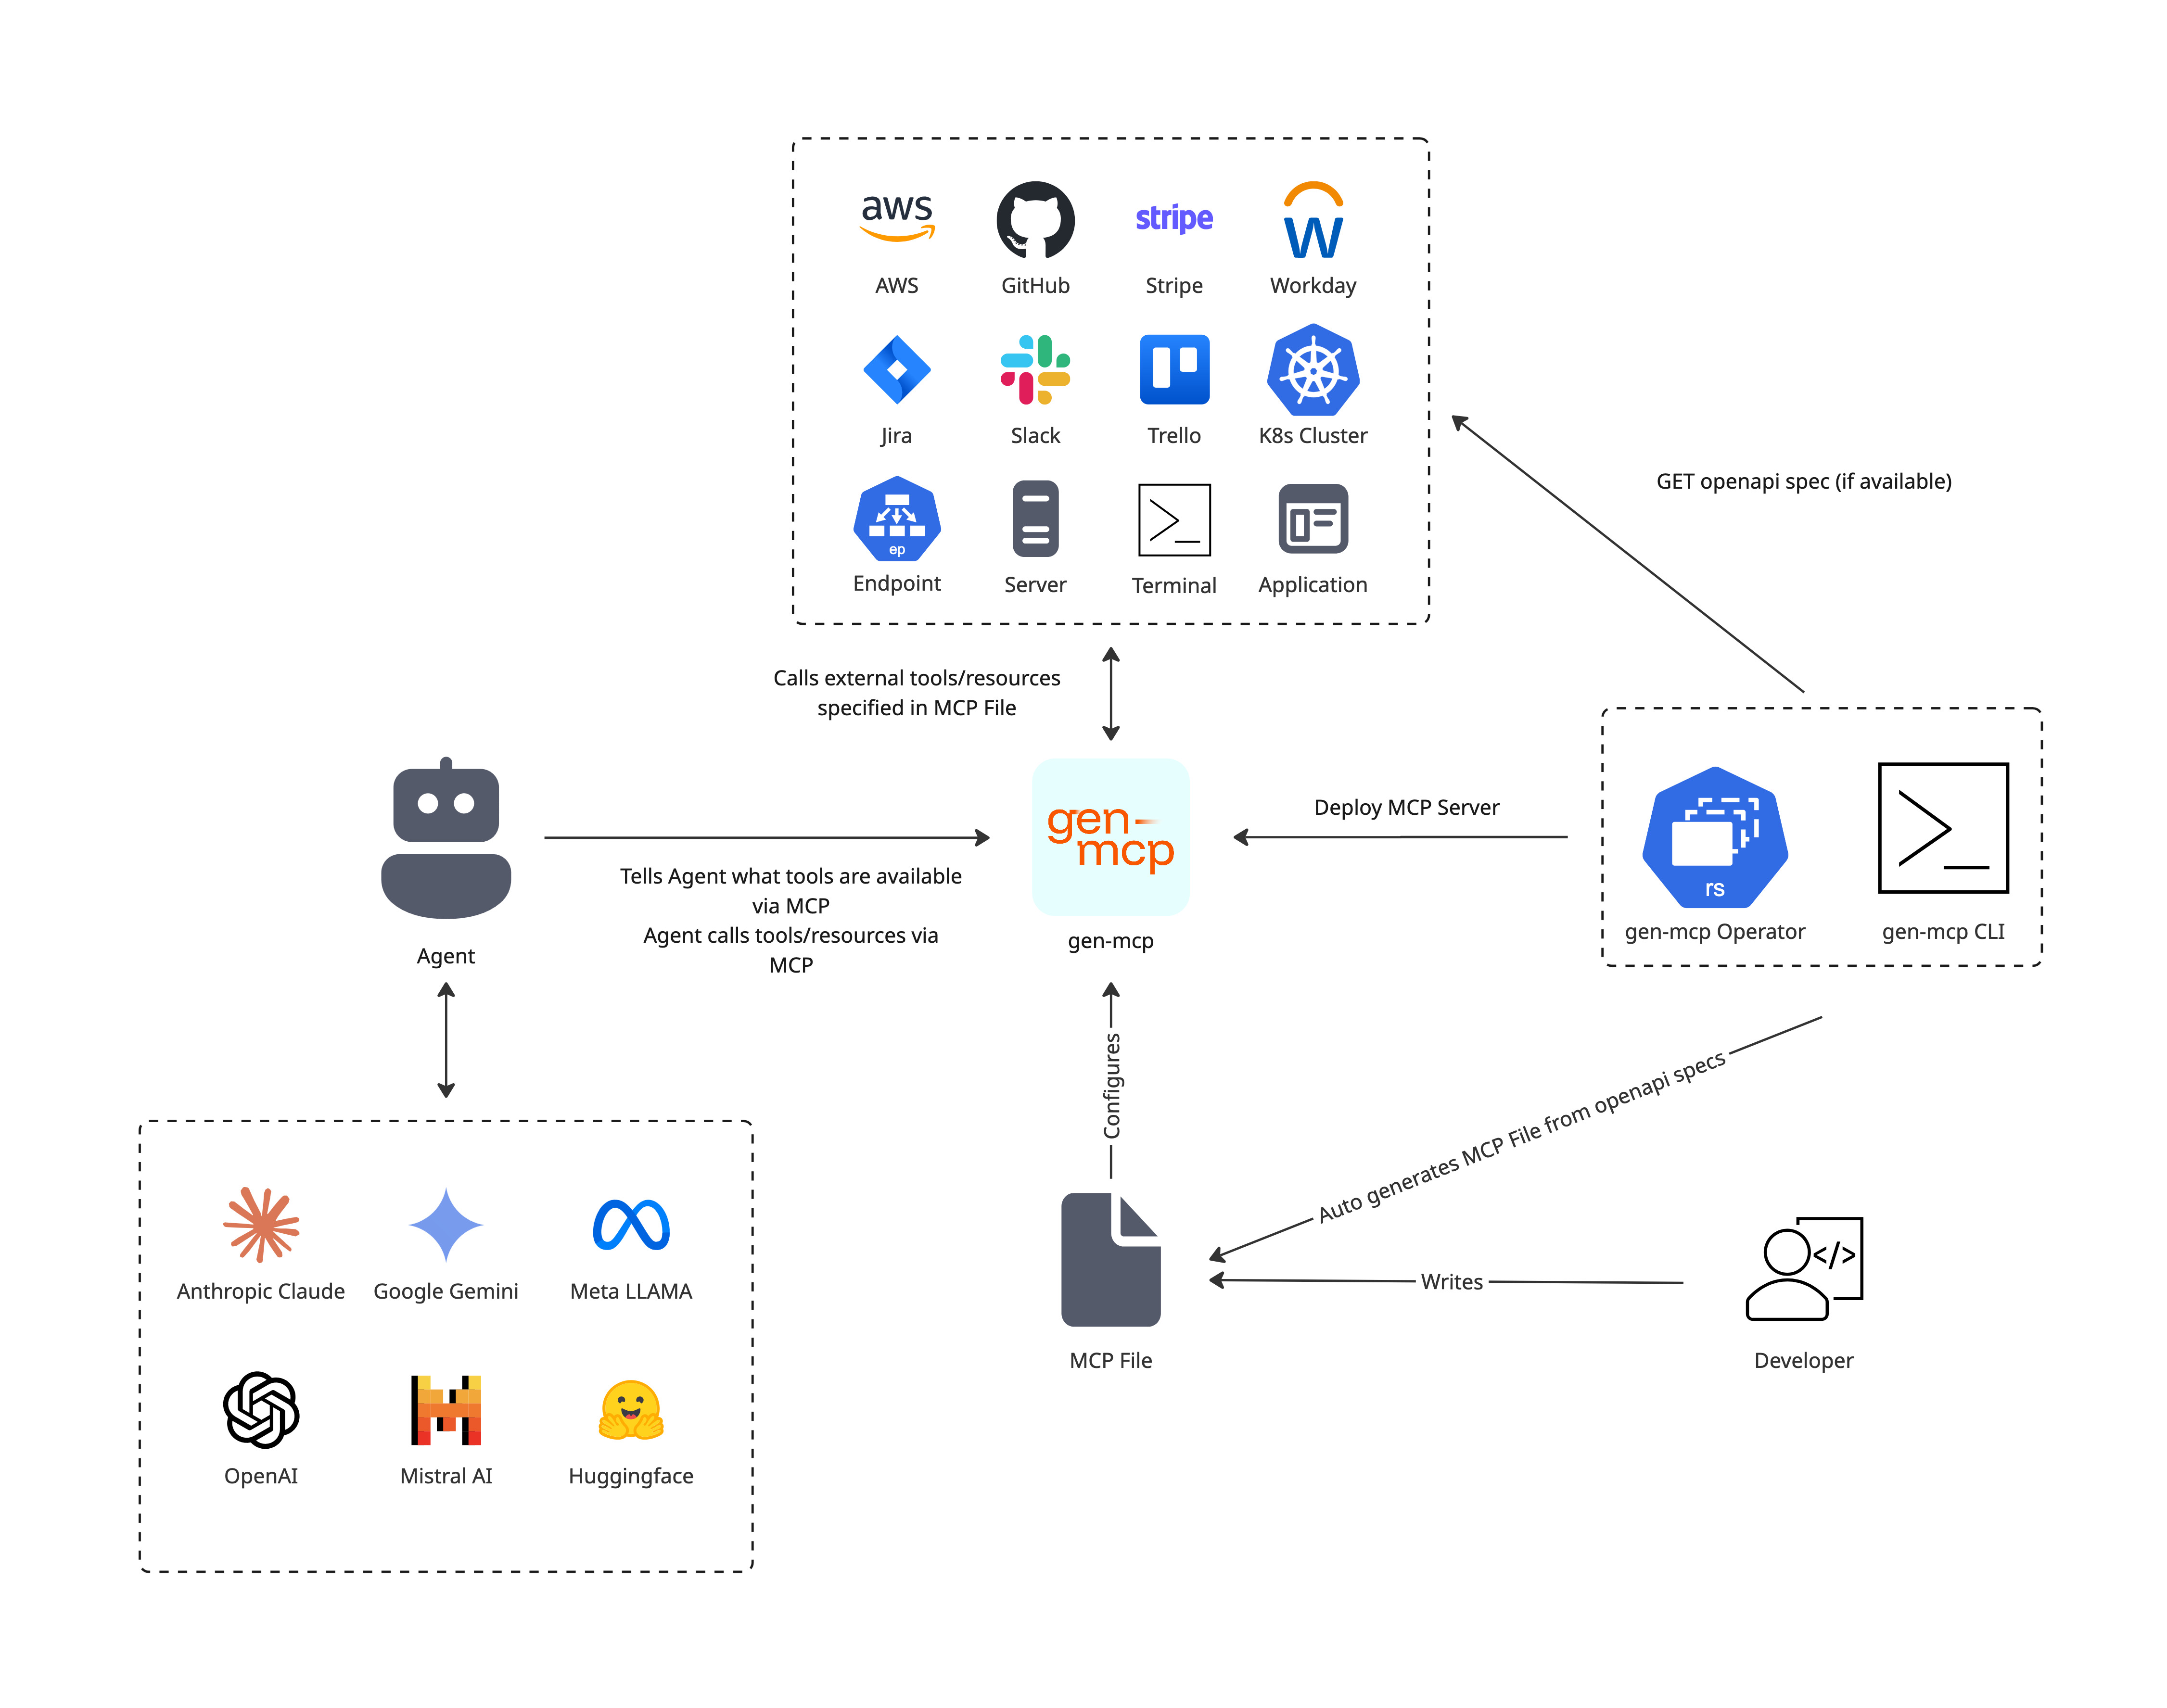 aws
stripe
W
AWS
GitHub
Stripe
Workday
Jira
Slack
Trello
K8s Cluster
ep
>_
Endpoint
Server
Terminal
Application
GET openapi spec (if available)
Calls external tools/resources
specified in MCP File
Deploy MCP Server
gen-
mcp
rs
>_
gen-mcp Operator
gen-mcp CLI
Tells Agent what tools are available
via MCP
Agent calls tools/resources via
MCP
Agent
gen-mcp
Configures
Auto generates MCP File from openapi specs
Writes
</>
MCP File
Developer
Anthropic Claude
Google Gemini
Meta LLAMA
OpenAI
Mistral AI
Huggingface